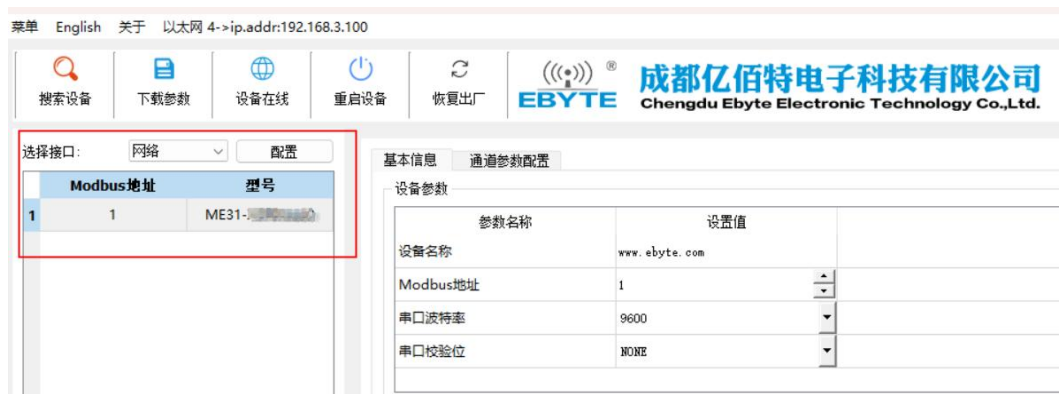 菜单 English 关于 以太网 4->ip.addr:192.168.3.100
搜索设备 下载参数 设备在线 重启设备 恢复出厂
EBYTE ®
成都亿佰特电子科技有限公司
Chengdu Ebyte Electronic Technology Co.,Ltd.
选择接口: 网络 配置
Modbus地址 型号
1 1 ME31-
基本信息 通道参数配置
设备参数
参数名称 设置值
设备名称 www.ebyte.com
Modbus地址 1
串口波特率 9600
串口校验位 NONE